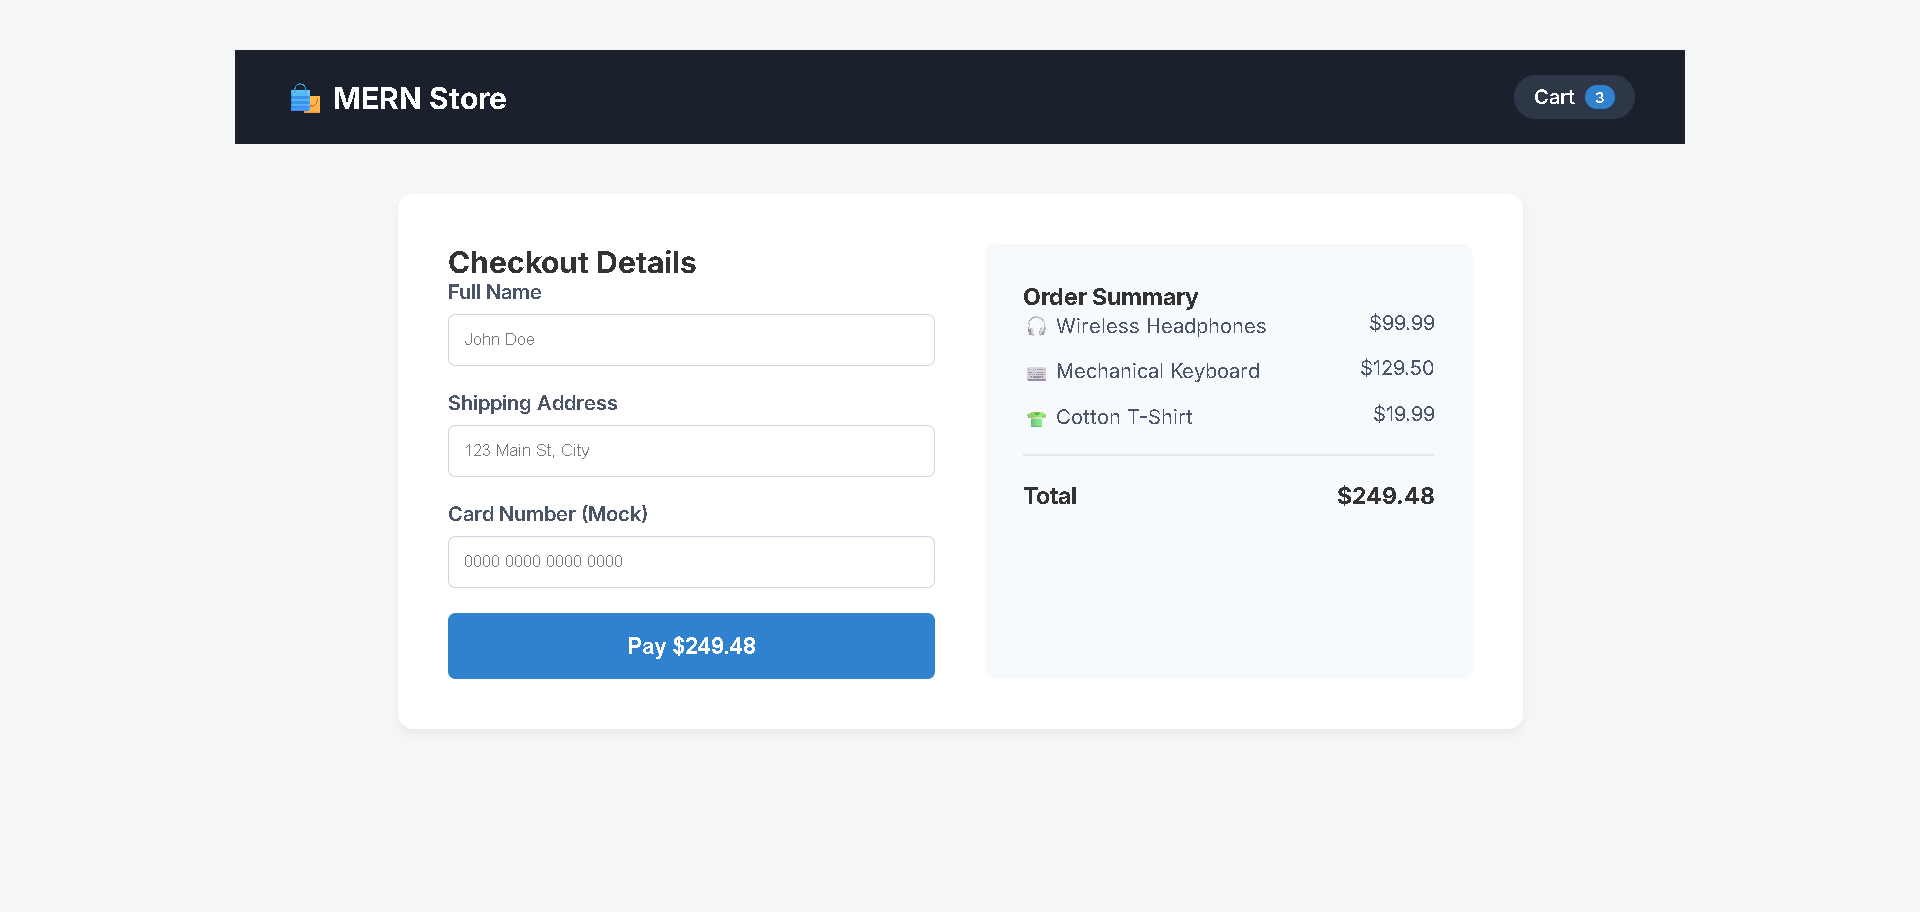 MERN Store
Cart 3
Checkout Details
Full Name
John Doe
Shipping Address
123 Main St, City
Card Number (Mock)
0000 0000 0000 0000
Pay $249.48
Order Summary
Wireless Headphones $99.99
Mechanical Keyboard $129.50
Cotton T-Shirt $19.99
Total $249.48